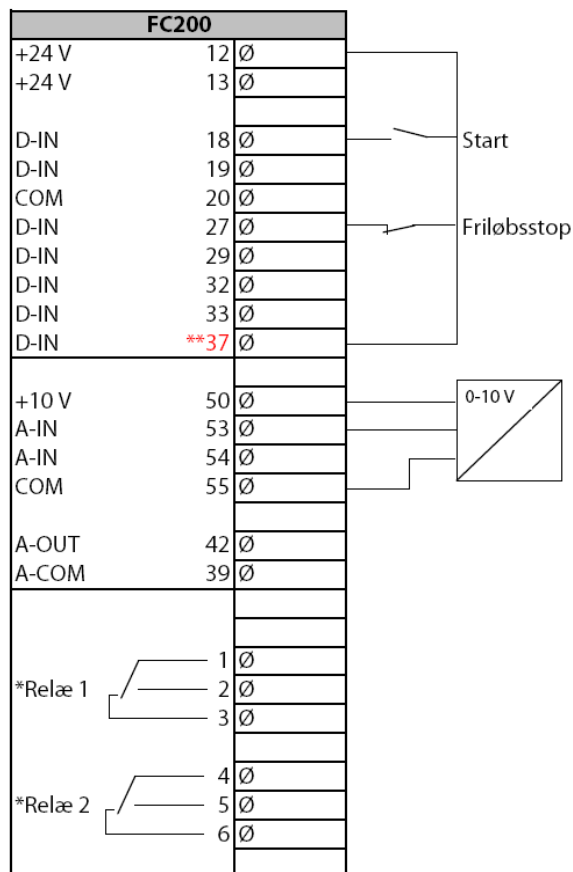 FC200
+24 V 12 Ø
+24 V 13 Ø
D-IN 18 Ø Start
D-IN 19 Ø
COM 20 Ø
D-IN 27 Ø Friløbsstop
D-IN 29 Ø
D-IN 32 Ø
D-IN 33 Ø
D-IN **37 Ø
+10 V 50 Ø 0-10 V
A-IN 53 Ø
A-IN 54 Ø
COM 55 Ø
A-OUT 42 Ø
A-COM 39 Ø
1 Ø
*Relæ 1 2 Ø
3 Ø
4 Ø
*Relæ 2 5 Ø
6 Ø